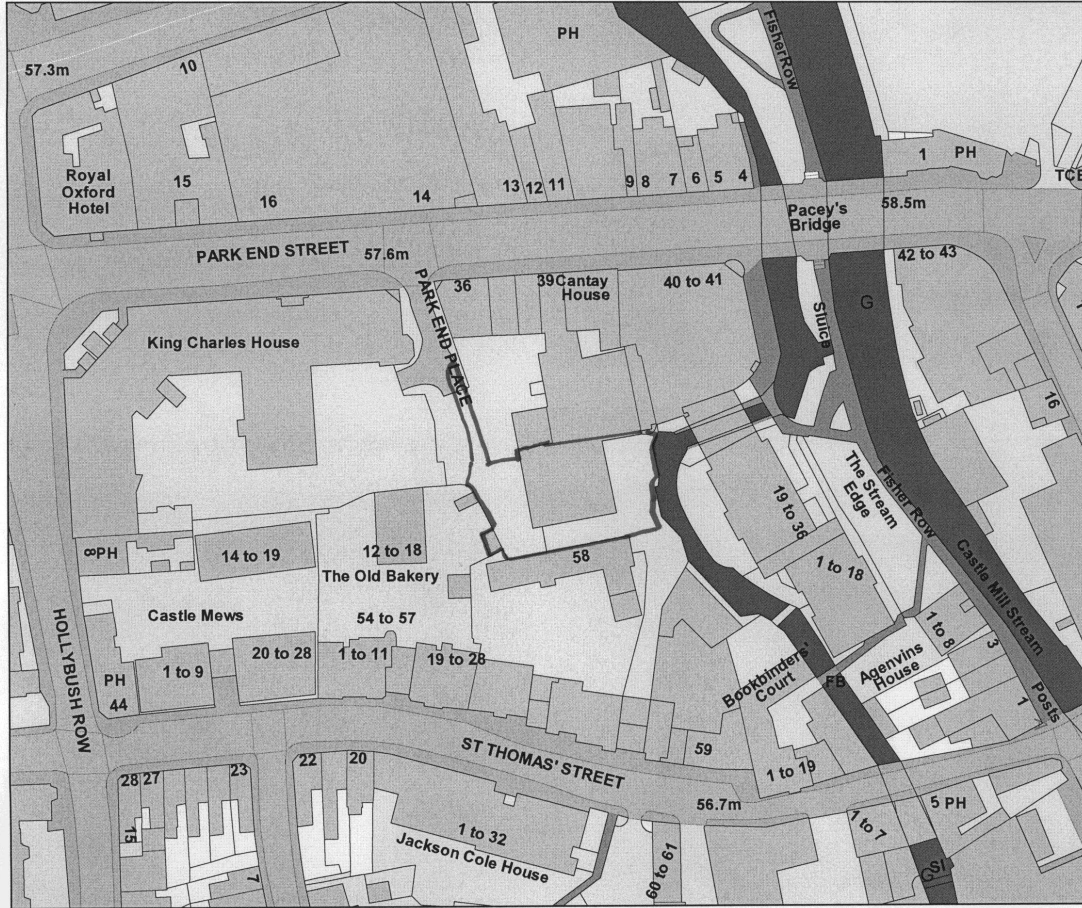 PH
Fisher Row
57.3m
10
Royal
Oxford
Hotel
15
16
14
13
12
11
9
8
7
6
5
4
1
PH
Pacey's
Bridge
58.5m
PARK END STREET
57.6m
PARK END PLACE
36
39
Cantay
House
40 to 41
42 to 43
Sluice
G
King Charles House
16
The Stream
Edge
Fisher Row
Castle Mill Stream
19 to 36
1 to 18
8
PH
14 to 19
12 to 18
58
The Old Bakery
Castle Mews
54 to 57
HOLLYBUSH ROW
PH
44
1 to 9
20 to 28
1 to 11
19 to 28
Bookbinders'
Court
FB
Agenvins
House
1 to 8
3
1
Posts
59
1 to 19
ST THOMAS' STREET
56.7m
28
27
23
22
20
15
7
1 to 32
Jackson Cole House
60 to 61
1 to 7
5 PH
G
SI